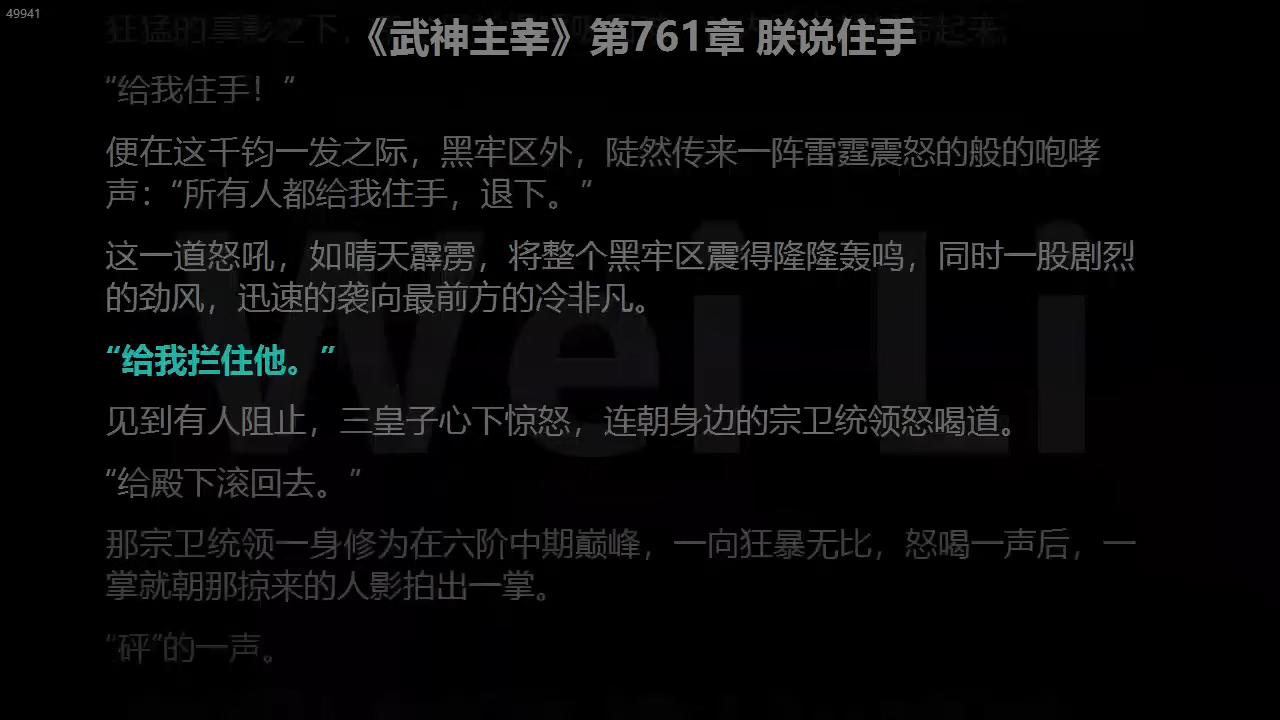 49941
《武神主宰》第761章 朕说住手
狂猛的掌影之下，
“给我住手！”
便在这千钧一发之际，黑牢区外，陡然传来一阵雷霆震怒的般的咆哮
声：“所有人都给我住手，退下。”
这一道怒吼，如晴天霹雳，将整个黑牢区震得隆隆轰鸣，同时一股剧烈
的劲风，迅速的袭向最前方的冷非凡。
“给我拦住他。”
见到有人阻止，三皇子心下惊怒，连朝身边的宗卫统领怒喝道。
“给殿下滚回去。”
那宗卫统领一身修为在六阶中期巅峰，一向狂暴无比，怒喝一声后，一
掌就朝那掠来的人影拍出一掌。
“砰”的一声。
Wei Li